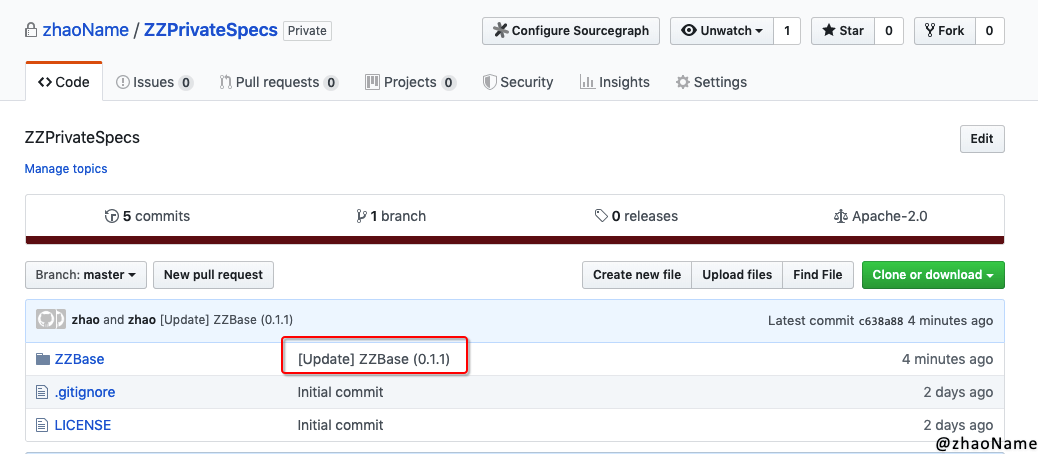 zhaoName / ZZPrivateSpecs Private Configure Sourcegraph Unwatch 1 Star 0 Fork 0
Code Issues 0 Pull requests 0 Projects 0 Security Insights Settings
ZZPrivateSpecs Edit
Manage topics
5 commits 1 branch 0 releases Apache-2.0
Branch: master New pull request Create new file Upload files Find File Clone or download
zhao and zhao [Update] ZZBase (0.1.1) Latest commit c638a88 4 minutes ago
ZZBase [Update] ZZBase (0.1.1) 4 minutes ago
.gitignore Initial commit 2 days ago
LICENSE Initial commit 2 days ago
@zhaoName